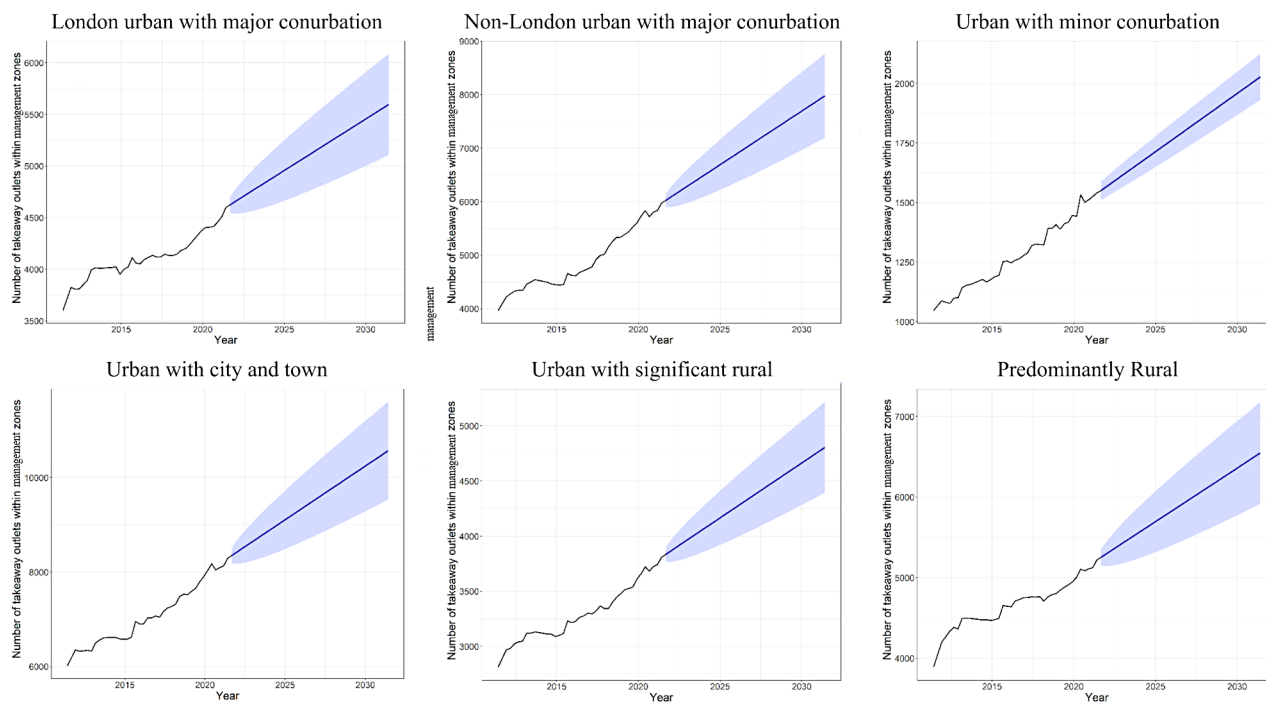 London urban with major conurbation
Number of takeaway outlets within management zones
6000
5500
5000
4500
4000
3500
2015
2020
2025
2030
Year
Non-London urban with major conurbation
Number of takeaway outlets within management zones
9000
8000
7000
6000
5000
4000
2015
2020
2025
2030
Year
management
Urban with minor conurbation
Number of takeaway outlets within management zones
2000
1750
1500
1250
1000
2015
2020
2025
2030
Year
Urban with city and town
Number of takeaway outlets within management zones
10000
8000
6000
2015
2020
2025
2030
Year
Urban with significant rural
Number of takeaway outlets within management zones
5000
4500
4000
3500
3000
2015
2020
2025
2030
Year
Predominantly Rural
Number of takeaway outlets within management zones
7000
6000
5000
4000
2015
2020
2025
2030
Year